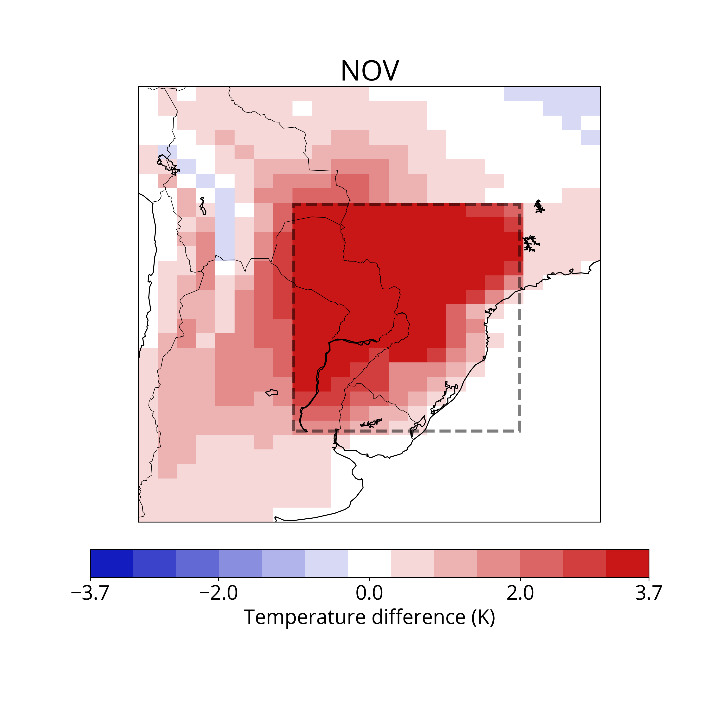 NOV
−3.7 −2.0 0.0 2.0 3.7
Temperature difference (K)